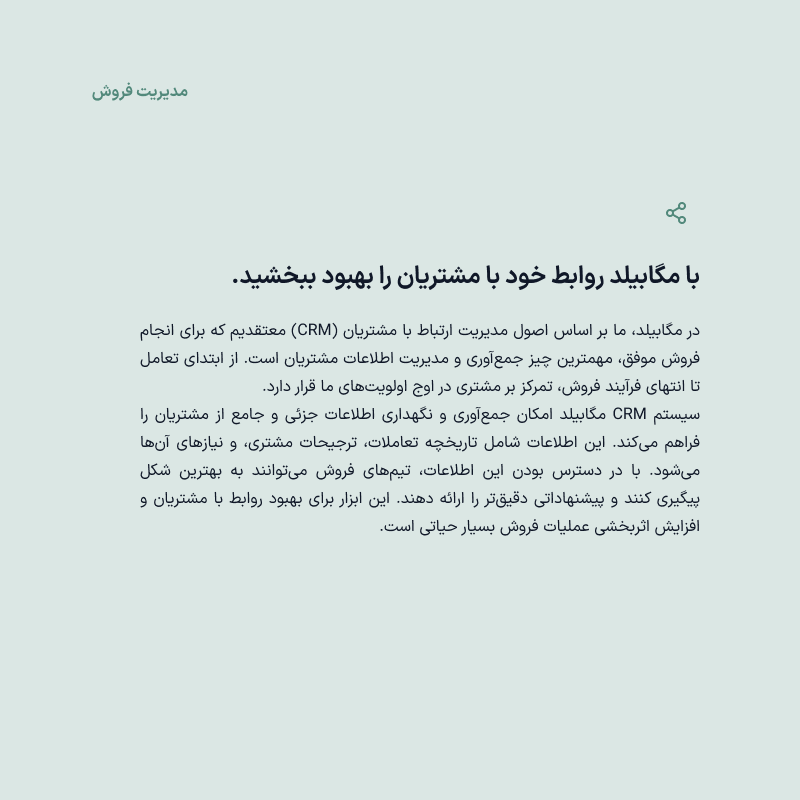 مدیریت فروش
با مگابیلد روابط خود با مشتریان را بهبود ببخشید.
در مگابیلد، ما بر اساس اصول مدیریت ارتباط با مشتریان (CRM) معتقدیم که برای انجام
فروش موفق، مهمترین چیز جمع‌آوری و مدیریت اطلاعات مشتریان است. از ابتدای تعامل
تا انتهای فرآیند فروش، تمرکز بر مشتری در اوج اولویت‌های ما قرار دارد.
سیستم CRM مگابیلد امکان جمع‌آوری و نگهداری اطلاعات جزئی و جامع از مشتریان را
فراهم می‌کند. این اطلاعات شامل تاریخچه تعاملات، ترجیحات مشتری، و نیازهای آن‌ها
می‌شود. با در دسترس بودن این اطلاعات، تیم‌های فروش می‌توانند به بهترین شکل
پیگیری کنند و پیشنهاداتی دقیق‌تر را ارائه دهند. این ابزار برای بهبود روابط با مشتریان و
افزایش اثربخشی عملیات فروش بسیار حیاتی است.